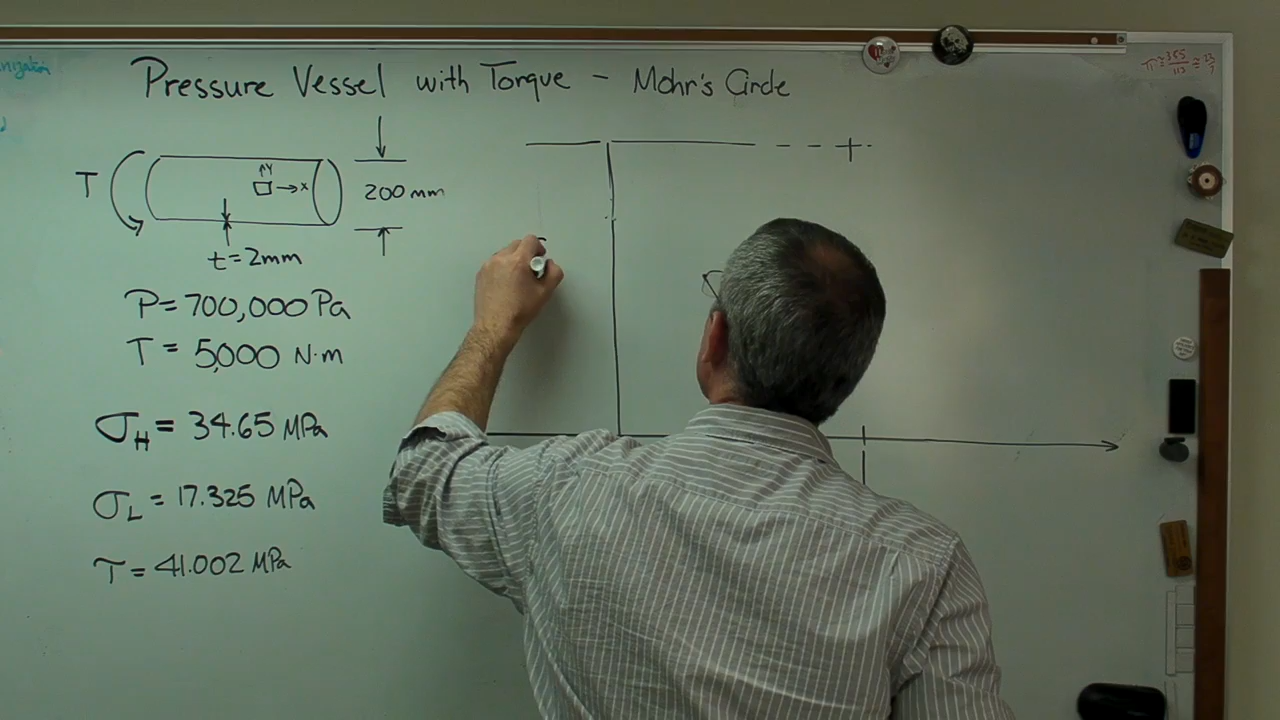 Pressure Vessel with Torque - Mohr's Circle
T
Y
x
200 mm
t = 2mm
P = 700,000 Pa
T = 5,000 N·m
σH = 34.65 MPa
σL = 17.325 MPa
τ = 41.002 MPa